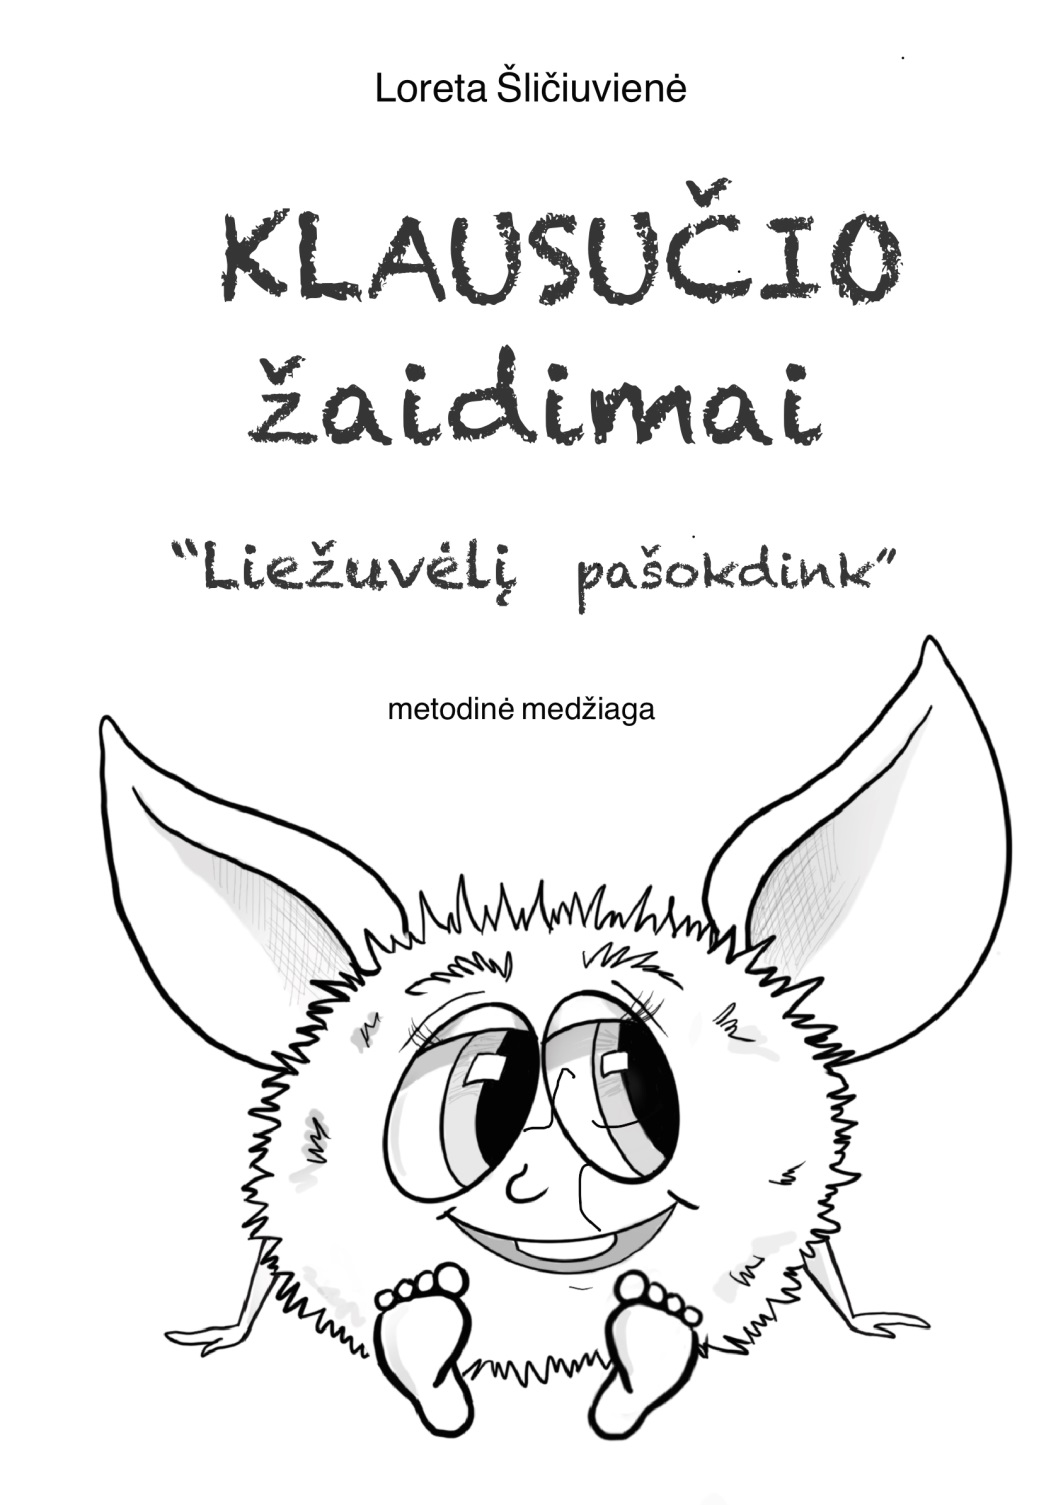 Loreta Šličiuvienė
KLAUSUČIO
žaidimai
“Liežuvėlį pašokdink”
metodinė medžiaga